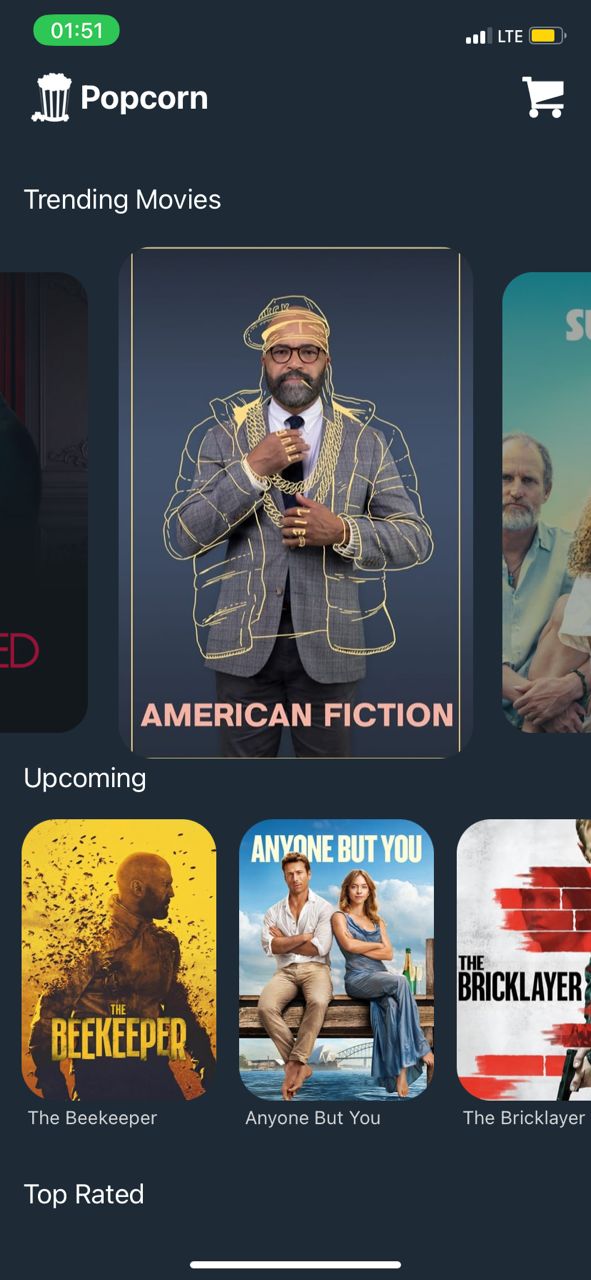 01:51
LTE
Popcorn
Trending Movies
ED
SU
AMERICAN FICTION
Upcoming
ANYONE BUT YOU
THE
BEEKEEPER
THE
BRICKLAYER
The Beekeeper
Anyone But You
The Bricklayer
Top Rated